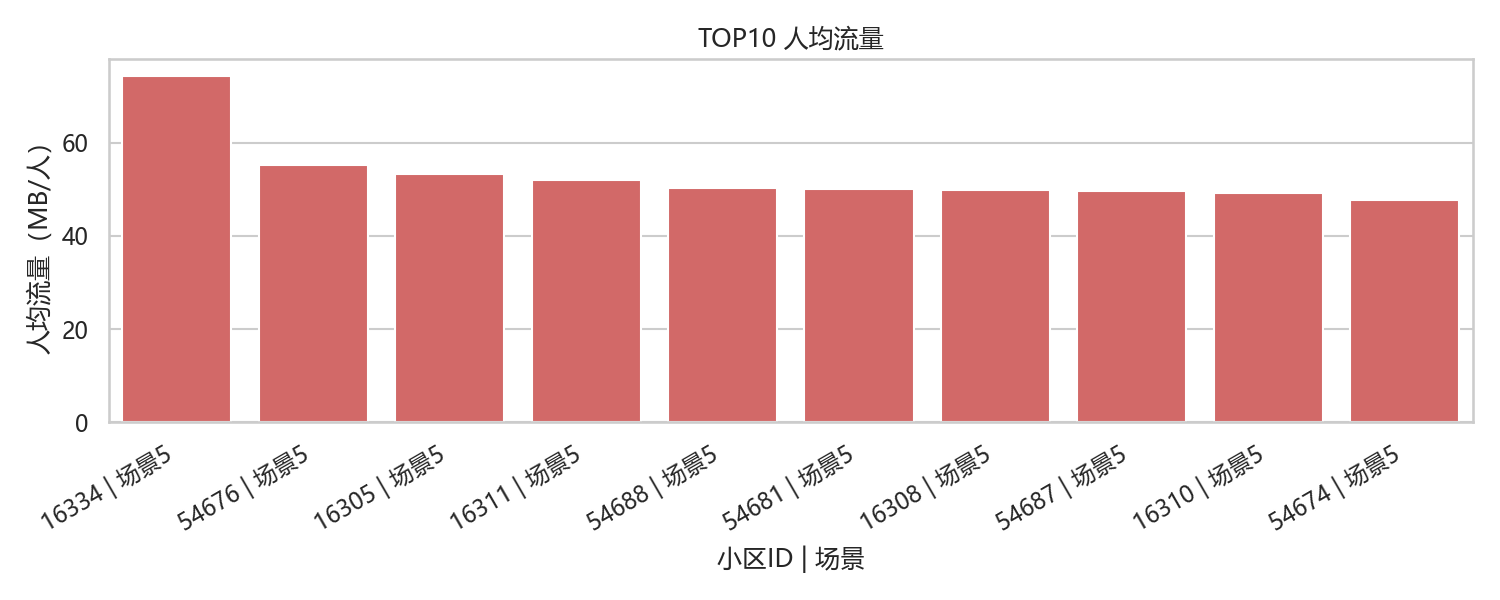 TOP10 人均流量
人均流量（MB/人）
60
40
20
0
16334 | 场景5
54676 | 场景5
16305 | 场景5
16311 | 场景5
54688 | 场景5
54681 | 场景5
16308 | 场景5
54687 | 场景5
16310 | 场景5
54674 | 场景5
小区ID | 场景